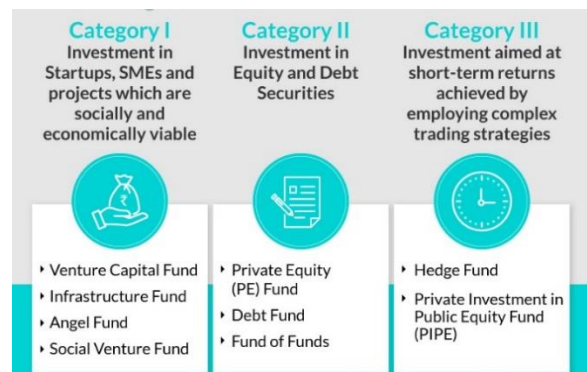 Category I
Investment in
Startups, SMEs and
projects which are
socially and
economically viable
₹
Venture Capital Fund
Infrastructure Fund
Angel Fund
Social Venture Fund
Category II
Investment in
Equity and Debt
Securities
Private Equity
(PE) Fund
Debt Fund
Fund of Funds
Category III
Investment aimed at
short-term returns
achieved by
employing complex
trading strategies
Hedge Fund
Private Investment in
Public Equity Fund
(PIPE)